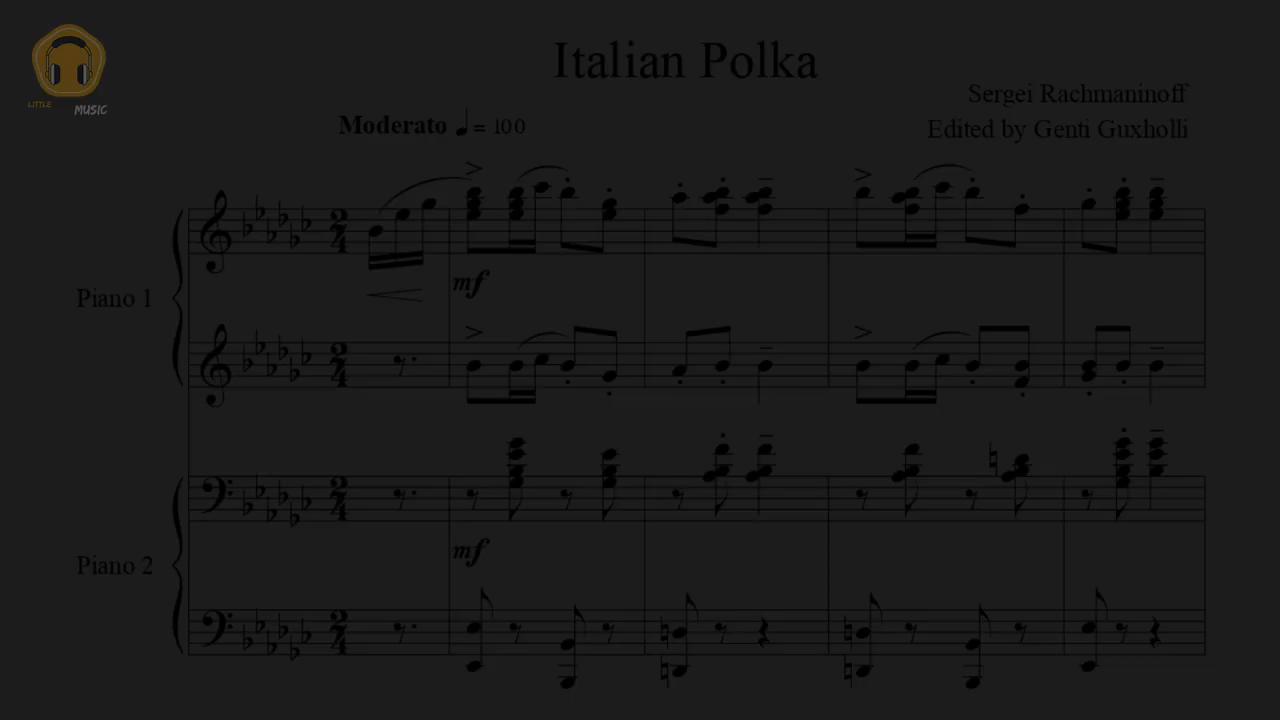 LITTLE
MUSIC
Italian Polka
Sergei Rachmaninoff
Edited by Genti Guxholli
Moderato ♩= 100
mf
Piano 1
mf
Piano 2